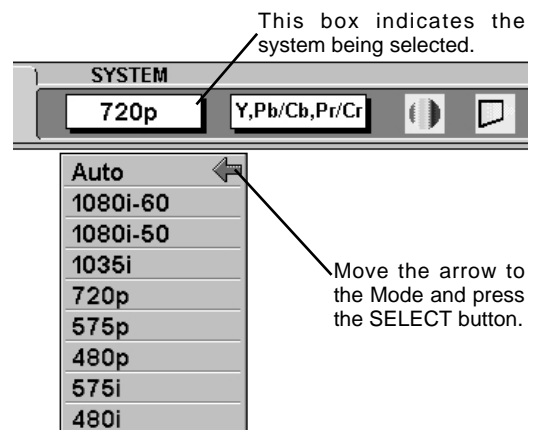 This box indicates the
system being selected.
SYSTEM
720p
Y,Pb/Cb,Pr/Cr
Auto
1080i-60
1080i-50
1035i
720p
575p
480p
575i
480i
Move the arrow to
the Mode and press
the SELECT button.